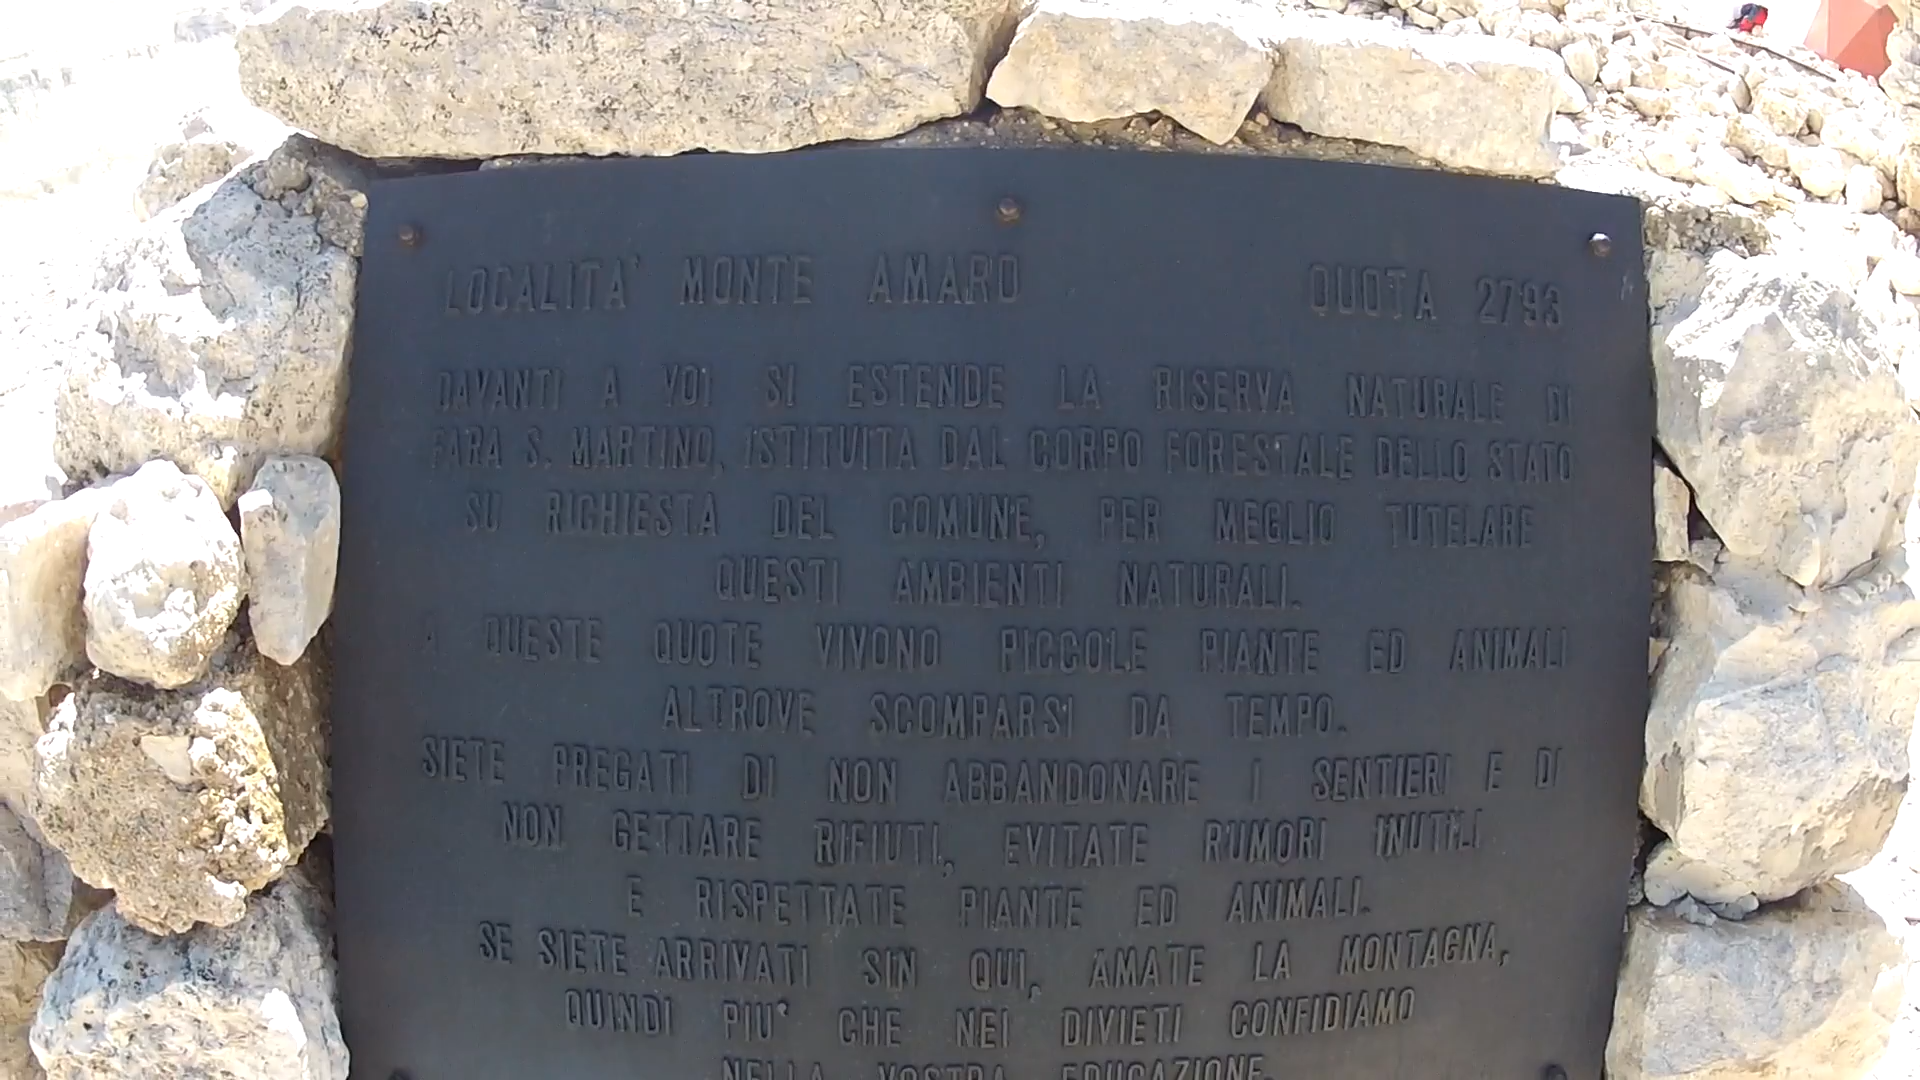 LOCALITA' MONTE AMARO QUOTA 2793
DAVANTI A VOI SI ESTENDE LA RISERVA NATURALE DI
FARA S. MARTINO, ISTITUITA DAL CORPO FORESTALE DELLO STATO
SU RICHIESTA DEL COMUNE, PER MEGLIO TUTELARE
QUESTI AMBIENTI NATURALI.
A QUESTE QUOTE VIVONO PICCOLE PIANTE ED ANIMALI
ALTROVE SCOMPARSI DA TEMPO.
SIETE PREGATI DI NON ABBANDONARE I SENTIERI E DI
NON GETTARE RIFIUTI, EVITATE RUMORI INUTILI
E RISPETTATE PIANTE ED ANIMALI.
SE SIETE ARRIVATI SIN QUI, AMATE LA MONTAGNA,
QUINDI PIU' CHE NEI DIVIETI CONFIDIAMO
NELLA VOSTRA EDUCAZIONE.